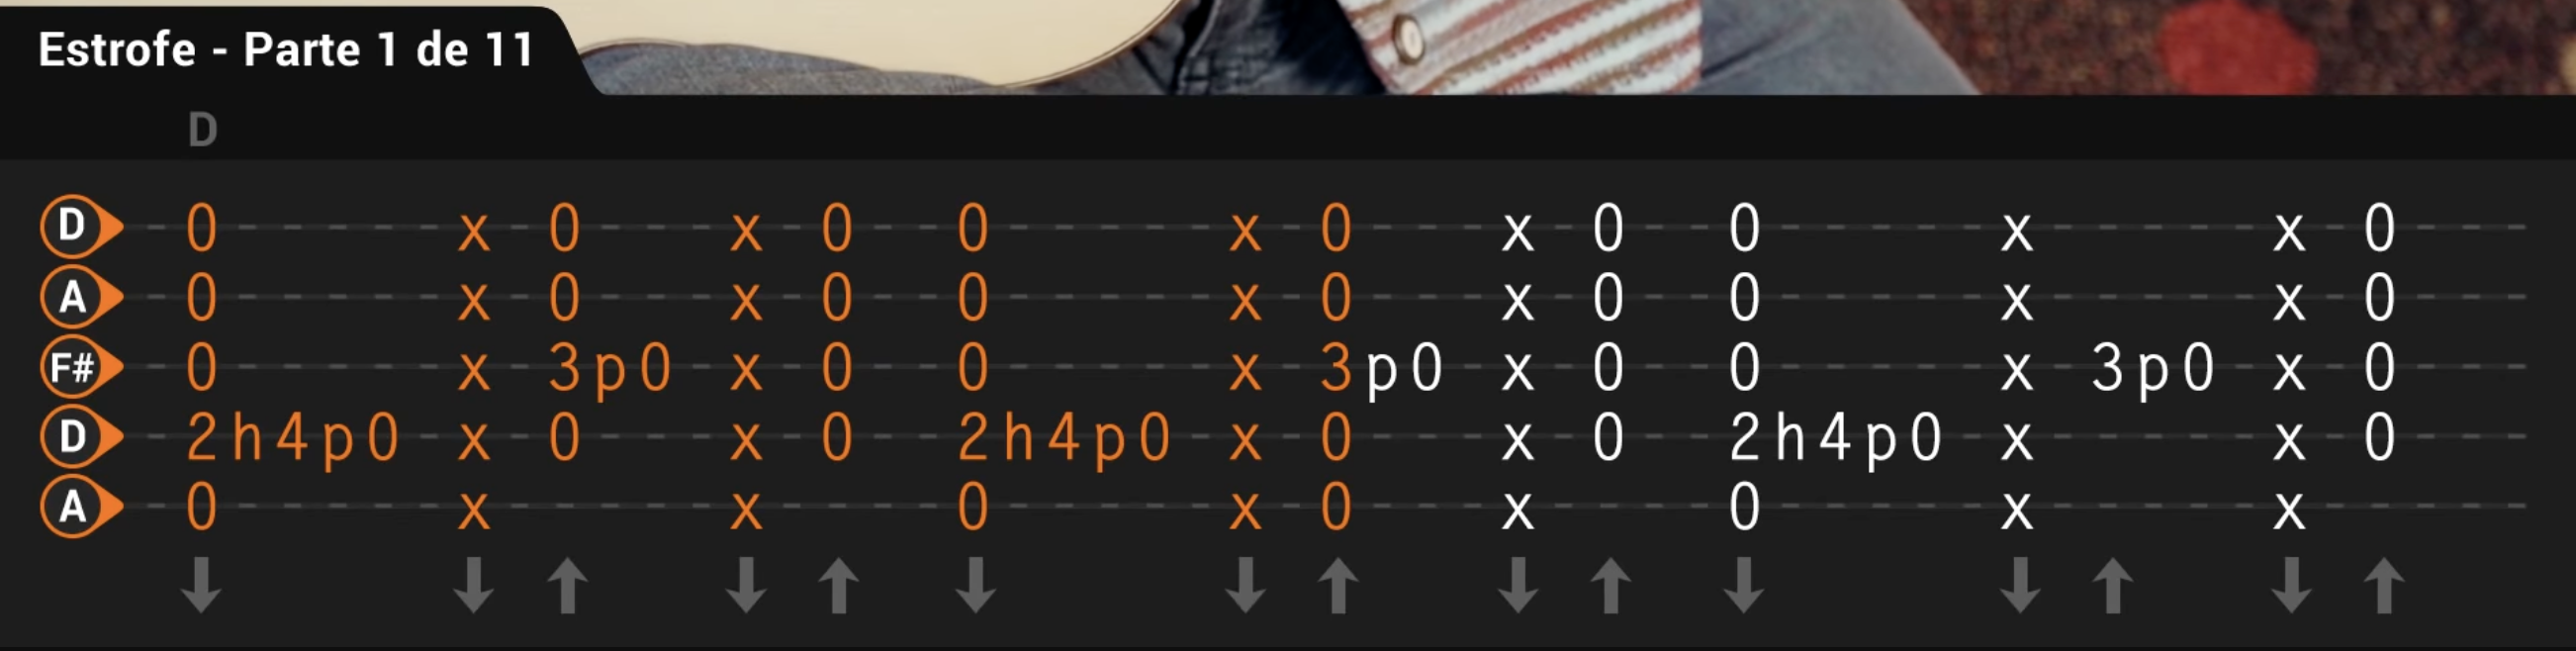 Estrofe - Parte 1 de 11
D
D 0 x 0 x 0 0 x 0 x 0 0 x x 0
A 0 x 0 x 0 0 x 0 x 0 0 x x 0
F# 0 x 3p0 x 0 0 x 3p0 x 0 0 x 3p0 x 0
D 2h4p0 x 0 x 0 2h4p0 x 0 x 0 2h4p0 x x 0
A 0 x x 0 x 0 x 0 x x